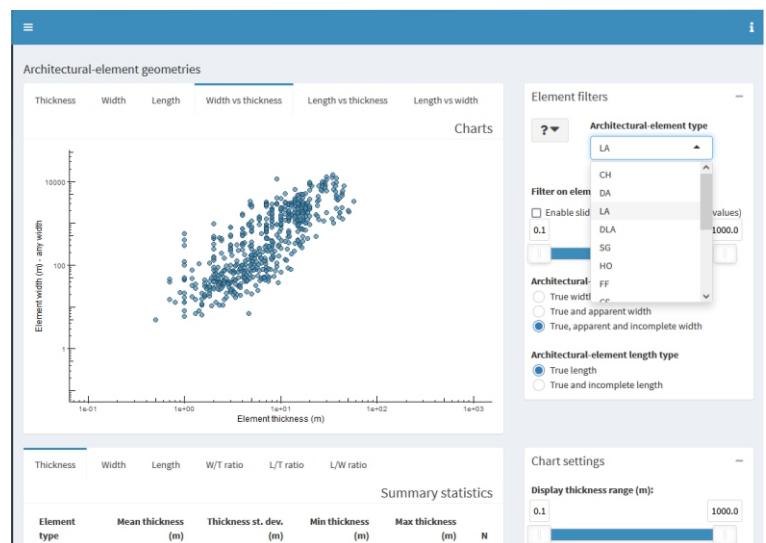 Architectural-element geometries
Thickness Width Length Width vs thickness Length vs thickness Length vs width
Charts
10000
100
1
Element width (m) - any width
1e-01 1e+00 1e+01 1e+02 1e+03
Element thickness (m)
Element filters
?
Architectural-element type
LA
CH
DA
LA
DLA
SG
HO
FF
Filter on elem
Enable slid values)
0.1 1000.0
Architectural-
True widt
True and apparent width
True, apparent and incomplete width
Architectural-element length type
True length
True and incomplete length
Thickness Width Length W/T ratio L/T ratio L/W ratio
Summary statistics
Element type Mean thickness (m) Thickness st. dev. (m) Min thickness (m) Max thickness (m) N
Chart settings
Display thickness range (m):
0.1 1000.0